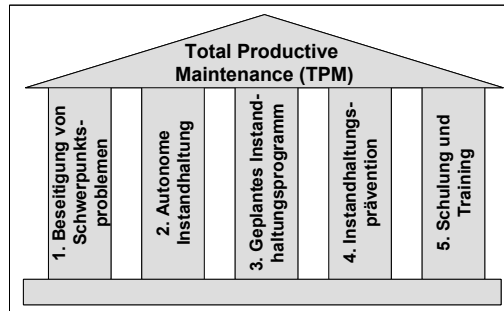 Total Productive
Maintenance (TPM)
1. Beseitigung von
Schwerpunkts-
problemen
2. Autonome
Instandhaltung
3. Geplantes Instand-
haltungsprogramm
4. Instandhaltungs-
prävention
5. Schulung und
Training